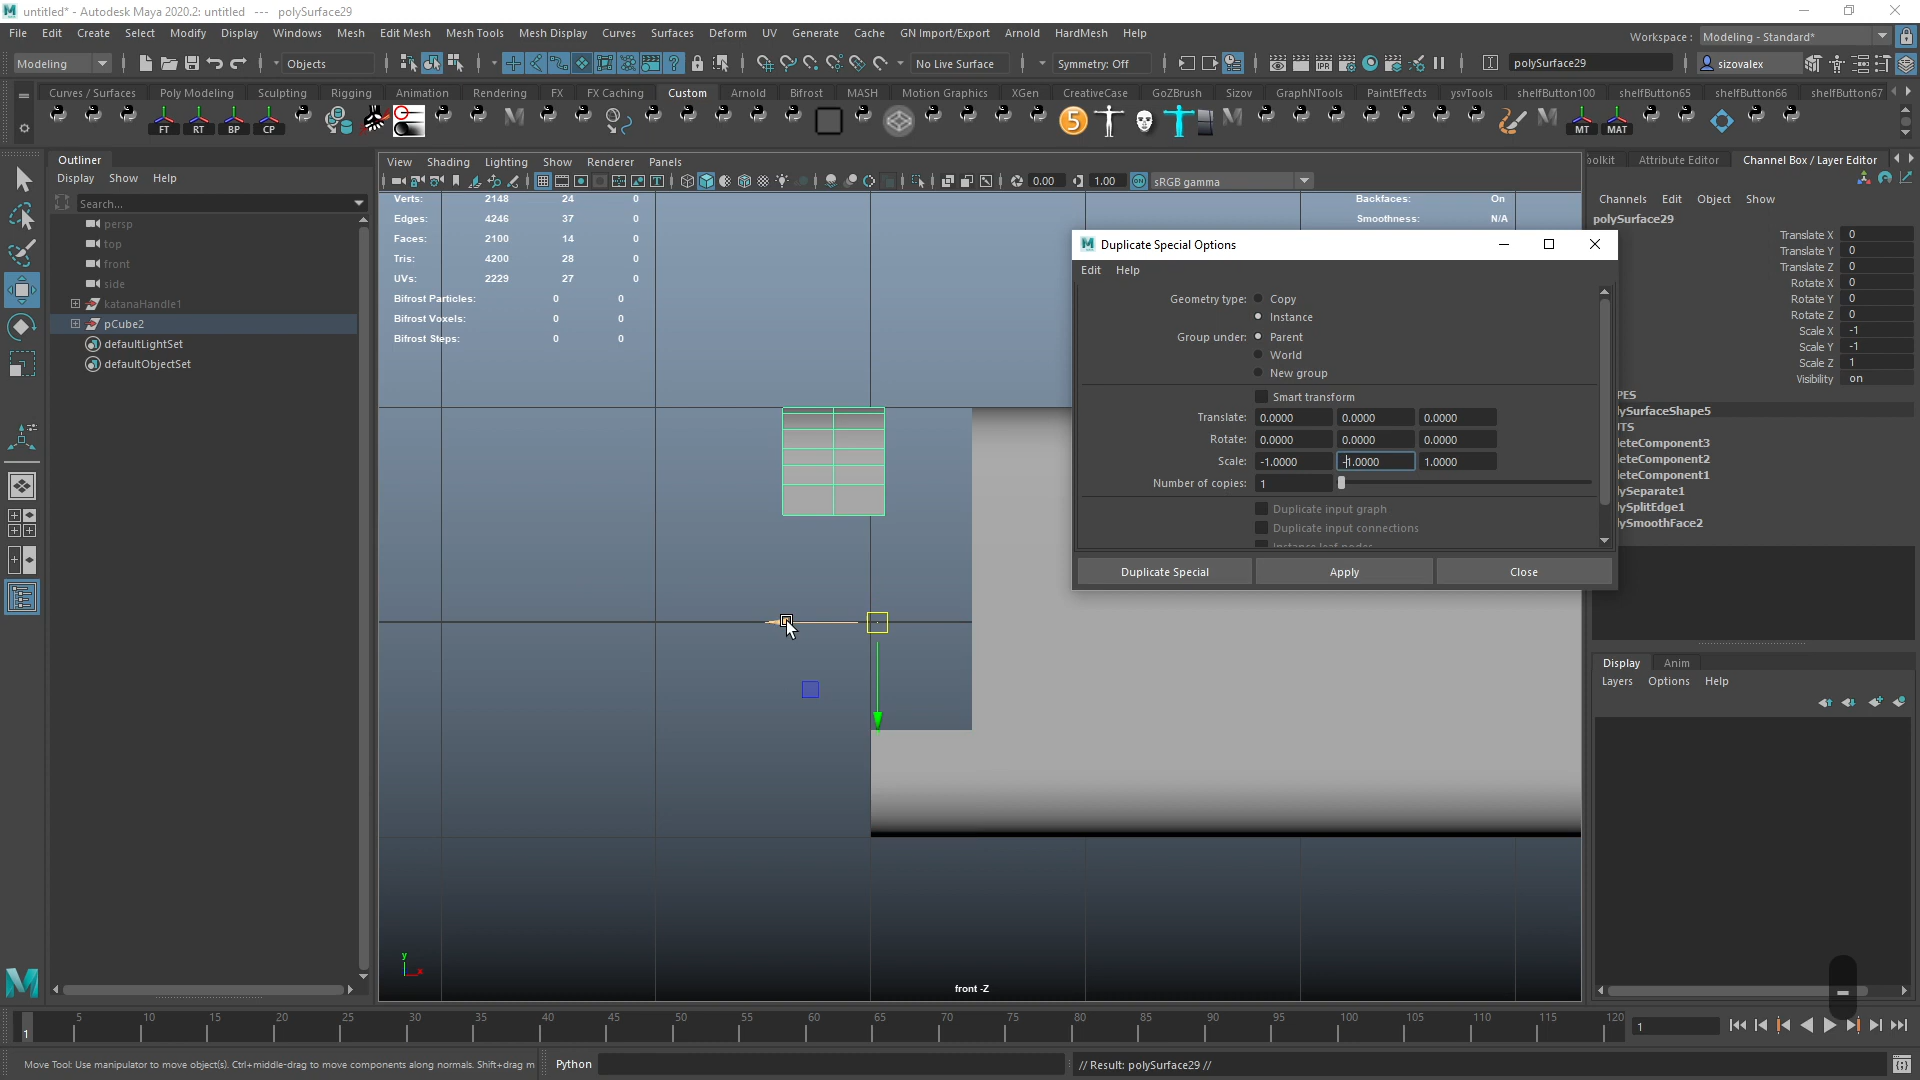 untitled* - Autodesk Maya 2020.2: untitled --- polySurface29
File Edit Create Select Modify Display Windows Mesh Edit Mesh Mesh Tools Mesh Display Curves Surfaces Deform UV Generate Cache GN Import/Export Arnold HardMesh Help
Workspace : Modeling - Standard*
Modeling Objects No Live Surface Symmetry: Off polySurface29 sizovalex
Curves / Surfaces Poly Modeling Sculpting Rigging Animation Rendering FX FX Caching Custom Arnold Bifrost MASH Motion Graphics XGen CreativeCase GoZBrush Sizov GraphNTools PaintEffects ysvTools shelfButton100 shelfButton65 shelfButton66 shelfButton67
FT RT BP CP 5 MT MAT
Outliner
Display Show Help
Search...
persp
top
front
side
katanaHandle1
pCube2
defaultLightSet
defaultObjectSet
View Shading Lighting Show Renderer Panels
0.00 1.00 ON sRGB gamma
Verts: 2148 24 0
Edges: 4246 37 0
Faces: 2100 14 0
Tris: 4200 28 0
UVs: 2229 27 0
Bifrost Particles: 0 0
Bifrost Voxels: 0 0
Bifrost Steps: 0 0
Backfaces: On
Smoothness: N/A
y
x
front -Z
Duplicate Special Options
Edit Help
Geometry type: Copy
Instance
Group under: Parent
World
New group
Smart transform
Translate: 0.0000 0.0000 0.0000
Rotate: 0.0000 0.0000 0.0000
Scale: -1.0000 -1.0000 1.0000
Number of copies: 1
Duplicate input graph
Duplicate input connections
Instance leaf nodes
Duplicate Special Apply Close
oolkit Attribute Editor Channel Box / Layer Editor
Channels Edit Object Show
polySurface29
Translate X 0
Translate Y 0
Translate Z 0
Rotate X 0
Rotate Y 0
Rotate Z 0
Scale X -1
Scale Y -1
Scale Z 1
Visibility on
PES
lySurfaceShape5
UTS
leteComponent3
leteComponent2
leteComponent1
lySeparate1
lySplitEdge1
lySmoothFace2
Display Anim
Layers Options Help
1 5 10 15 20 25 30 35 40 45 50 55 60 65 70 75 80 85 90 95 100 105 110 115 120
1
Move Tool: Use manipulator to move object(s). Ctrl+middle-drag to move components along normals. Shift+drag m
Python
// Result: polySurface29 //